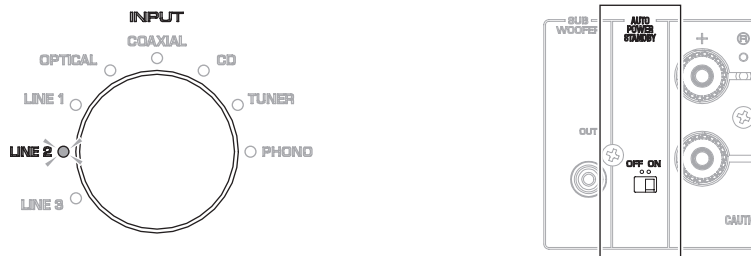 INPUT
COAXIAL
OPTICAL
CD
LINE 1
TUNER
LINE 2
PHONO
LINE 3
SUB
WOOFER
AUTO
POWER
STANDBY
+
R
OUT
OFF ON